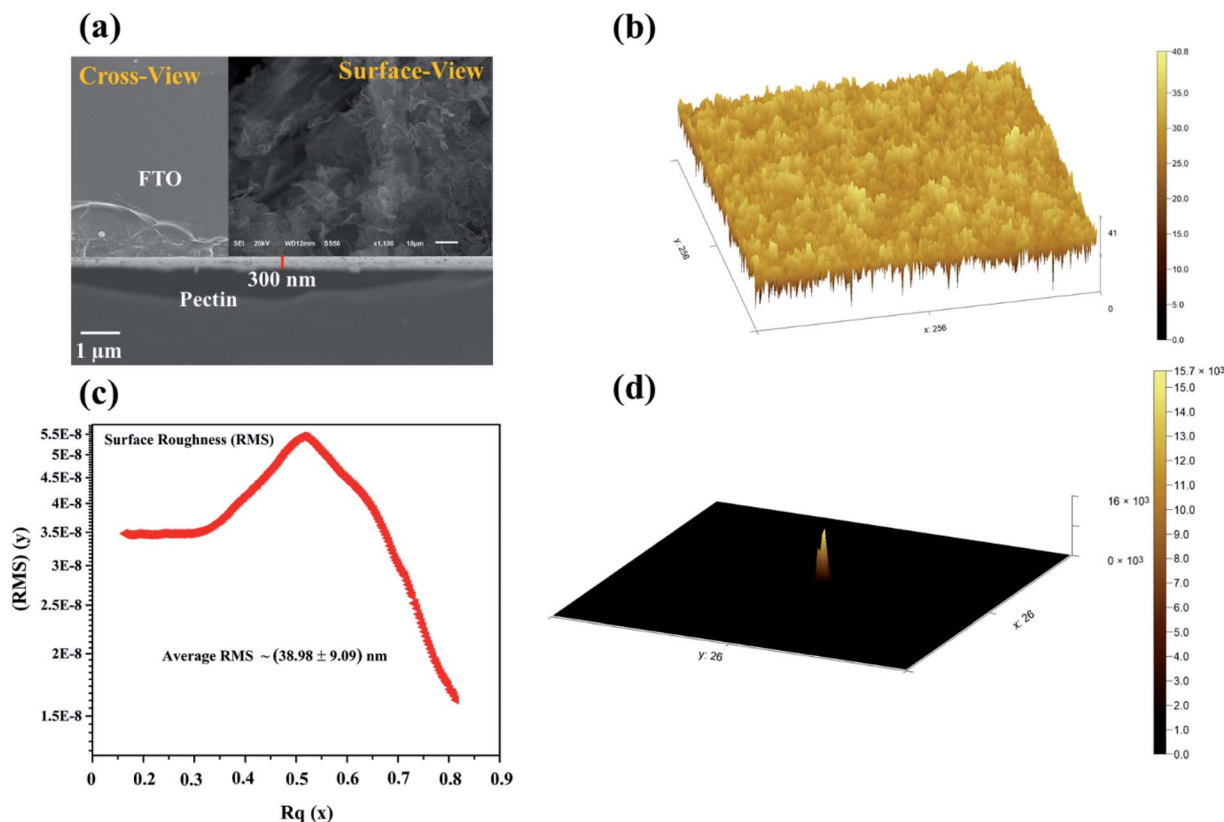 (a)
Cross-View
Surface-View
FTO
SEI 20kV WD12mm SS50 x1,100 10µm
300 nm
Pectin
1 µm
(b)
40.8
35.0
30.0
25.0
20.0
15.0
10.0
5.0
0.0
41
0
y: 256
x: 256
(c)
Surface Roughness (RMS)
5.5E-8
5E-8
4.5E-8
4E-8
3.5E-8
3E-8
2.5E-8
2E-8
1.5E-8
(RMS) (y)
Average RMS ~ (38.98 ± 9.09) nm
0 0.2 0.3 0.4 0.5 0.6 0.7 0.8 0.9
Rq (x)
(d)
15.7 × 10³
15.0
14.0
13.0
12.0
11.0
10.0
9.0
8.0
7.0
6.0
5.0
4.0
3.0
2.0
1.0
0.0
16 × 10³
0 × 10³
x: 26
y: 26